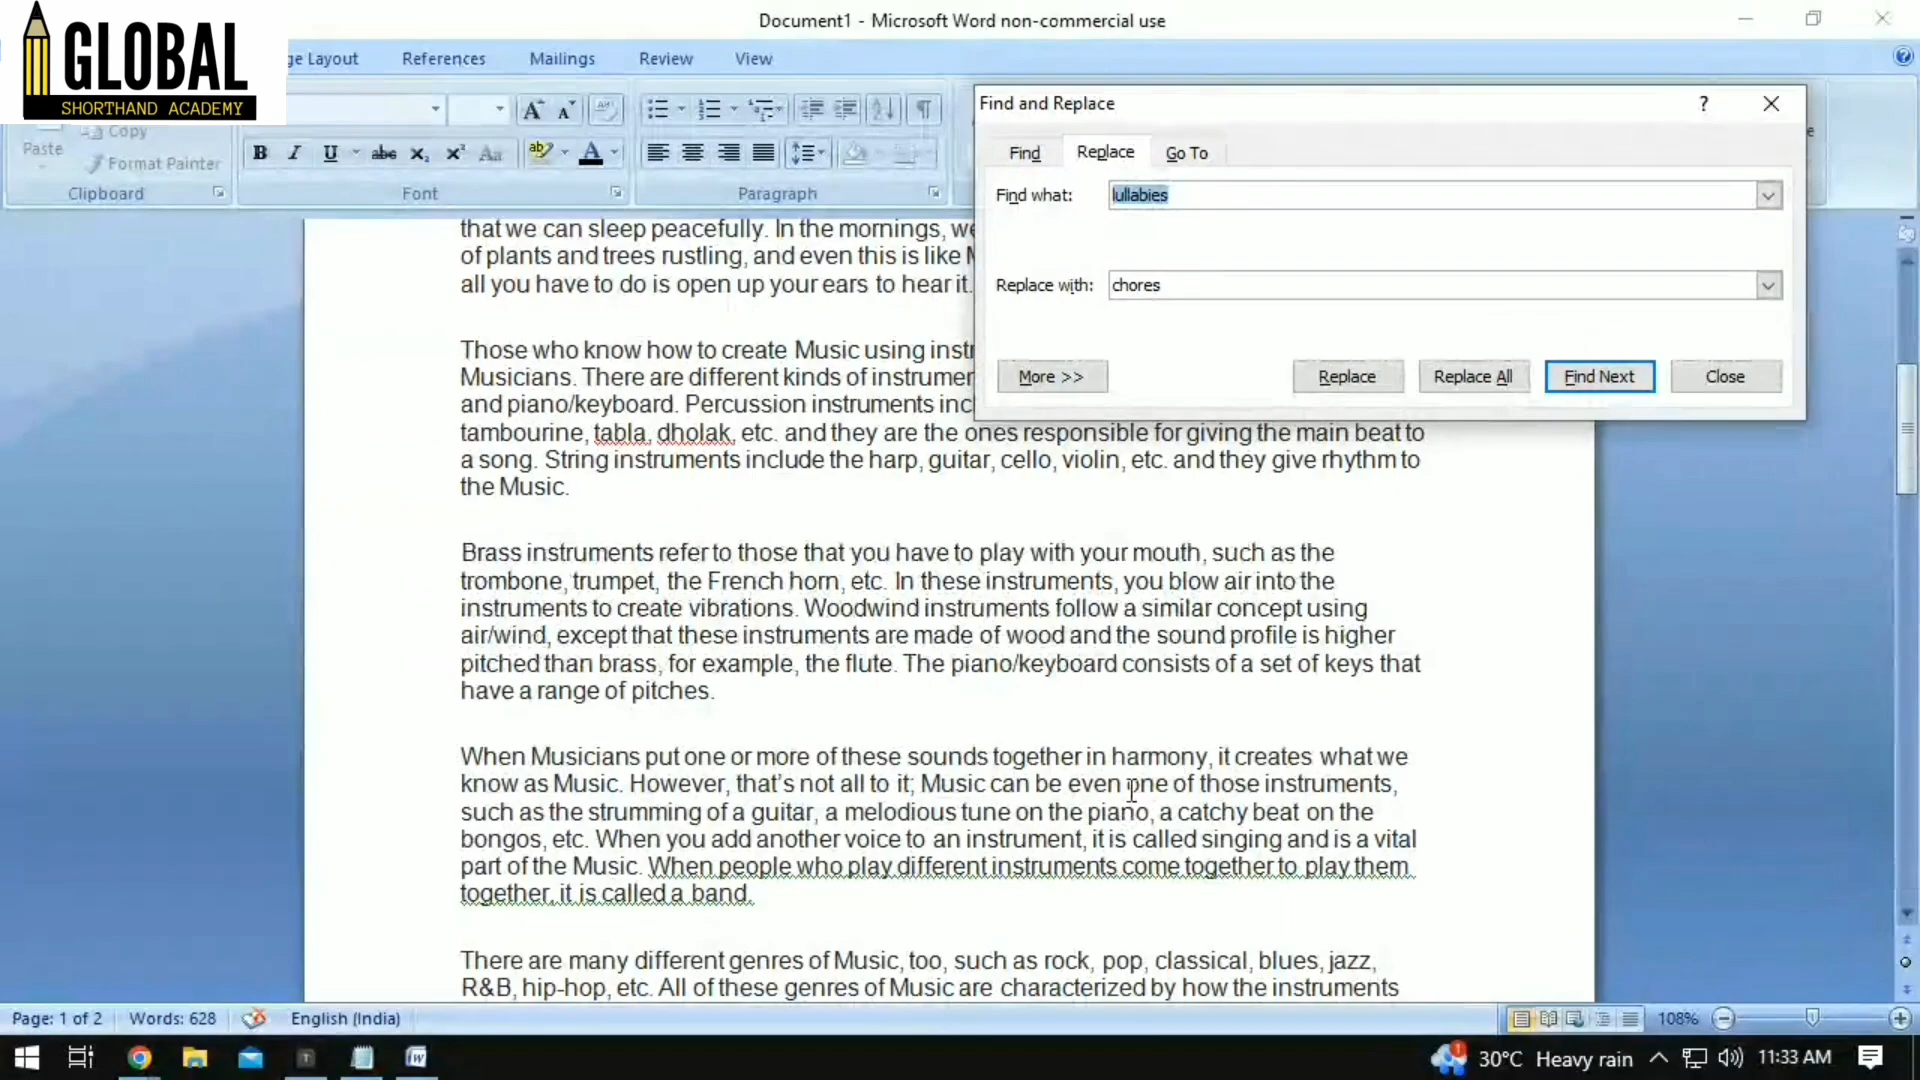 Document1 - Microsoft Word non-commercial use
GLOBAL
SHORTHAND ACADEMY
ge Layout
References
Mailings
Review
View
Copy
Paste
Format Painter
Clipboard
Font
Paragraph
Find and Replace
Find
Replace
Go To
Find what:
lullabies
Replace with:
chores
More >>
Replace
Replace All
Find Next
Close
that we can sleep peacefully. In the mornings, we
of plants and trees rustling, and even this is like M
all you have to do is open up your ears to hear it.
Those who know how to create Music using instr
Musicians. There are different kinds of instrumen
and piano/keyboard. Percussion instruments inc
tambourine, tabla, dholak, etc. and they are the ones responsible for giving the main beat to
a song. String instruments include the harp, guitar, cello, violin, etc. and they give rhythm to
the Music.
Brass instruments refer to those that you have to play with your mouth, such as the
trombone, trumpet, the French horn, etc. In these instruments, you blow air into the
instruments to create vibrations. Woodwind instruments follow a similar concept using
air/wind, except that these instruments are made of wood and the sound profile is higher
pitched than brass, for example, the flute. The piano/keyboard consists of a set of keys that
have a range of pitches.
When Musicians put one or more of these sounds together in harmony, it creates what we
know as Music. However, that's not all to it; Music can be even one of those instruments,
such as the strumming of a guitar, a melodious tune on the piano, a catchy beat on the
bongos, etc. When you add another voice to an instrument, it is called singing and is a vital
part of the Music. When people who play different instruments come together to play them
together, it is called a band.
There are many different genres of Music, too, such as rock, pop, classical, blues, jazz,
R&B, hip-hop, etc. All of these genres of Music are characterized by how the instruments
Page: 1 of 2
Words: 628
English (India)
108%
30°C Heavy rain
11:33 AM